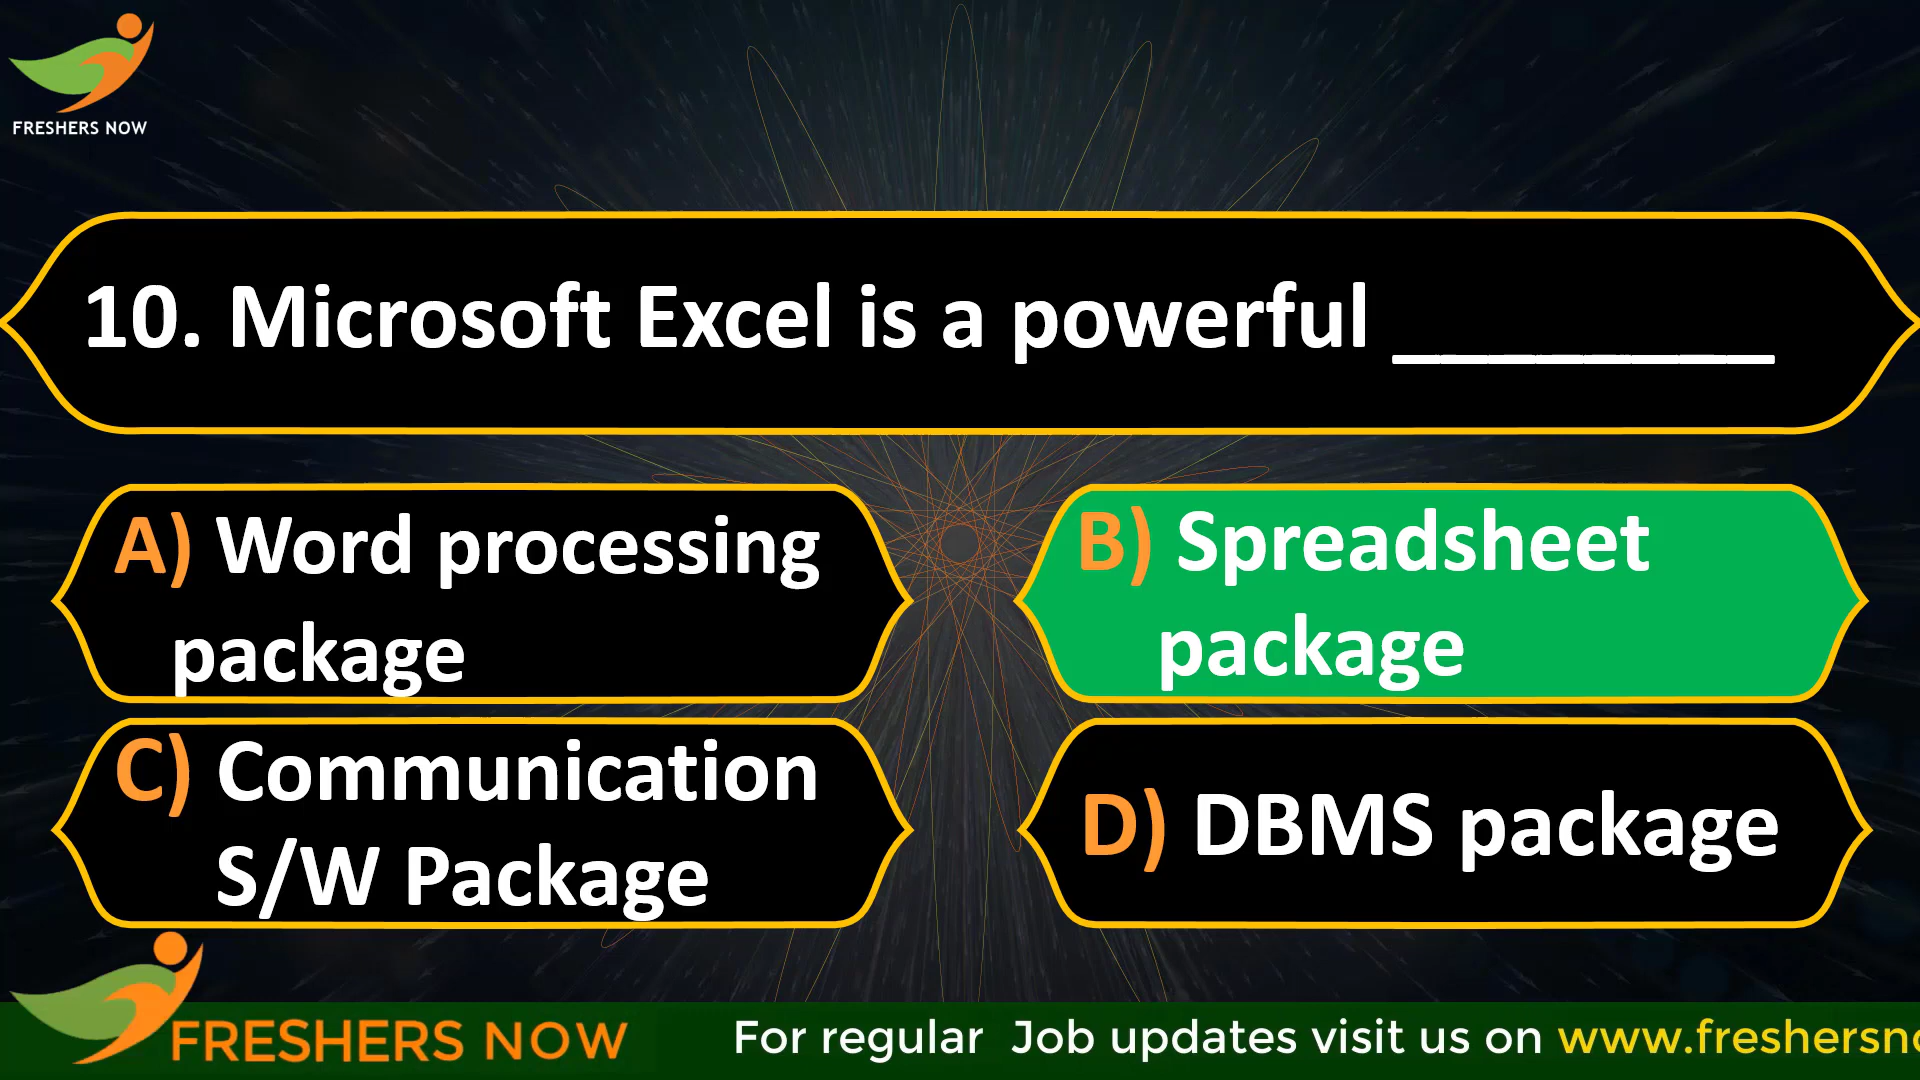 FRESHERS NOW
10. Microsoft Excel is a powerful ________
A) Word processing
package
B) Spreadsheet
package
C) Communication
S/W Package
D) DBMS package
FRESHERS NOW
For regular Job updates visit us on www.freshersno